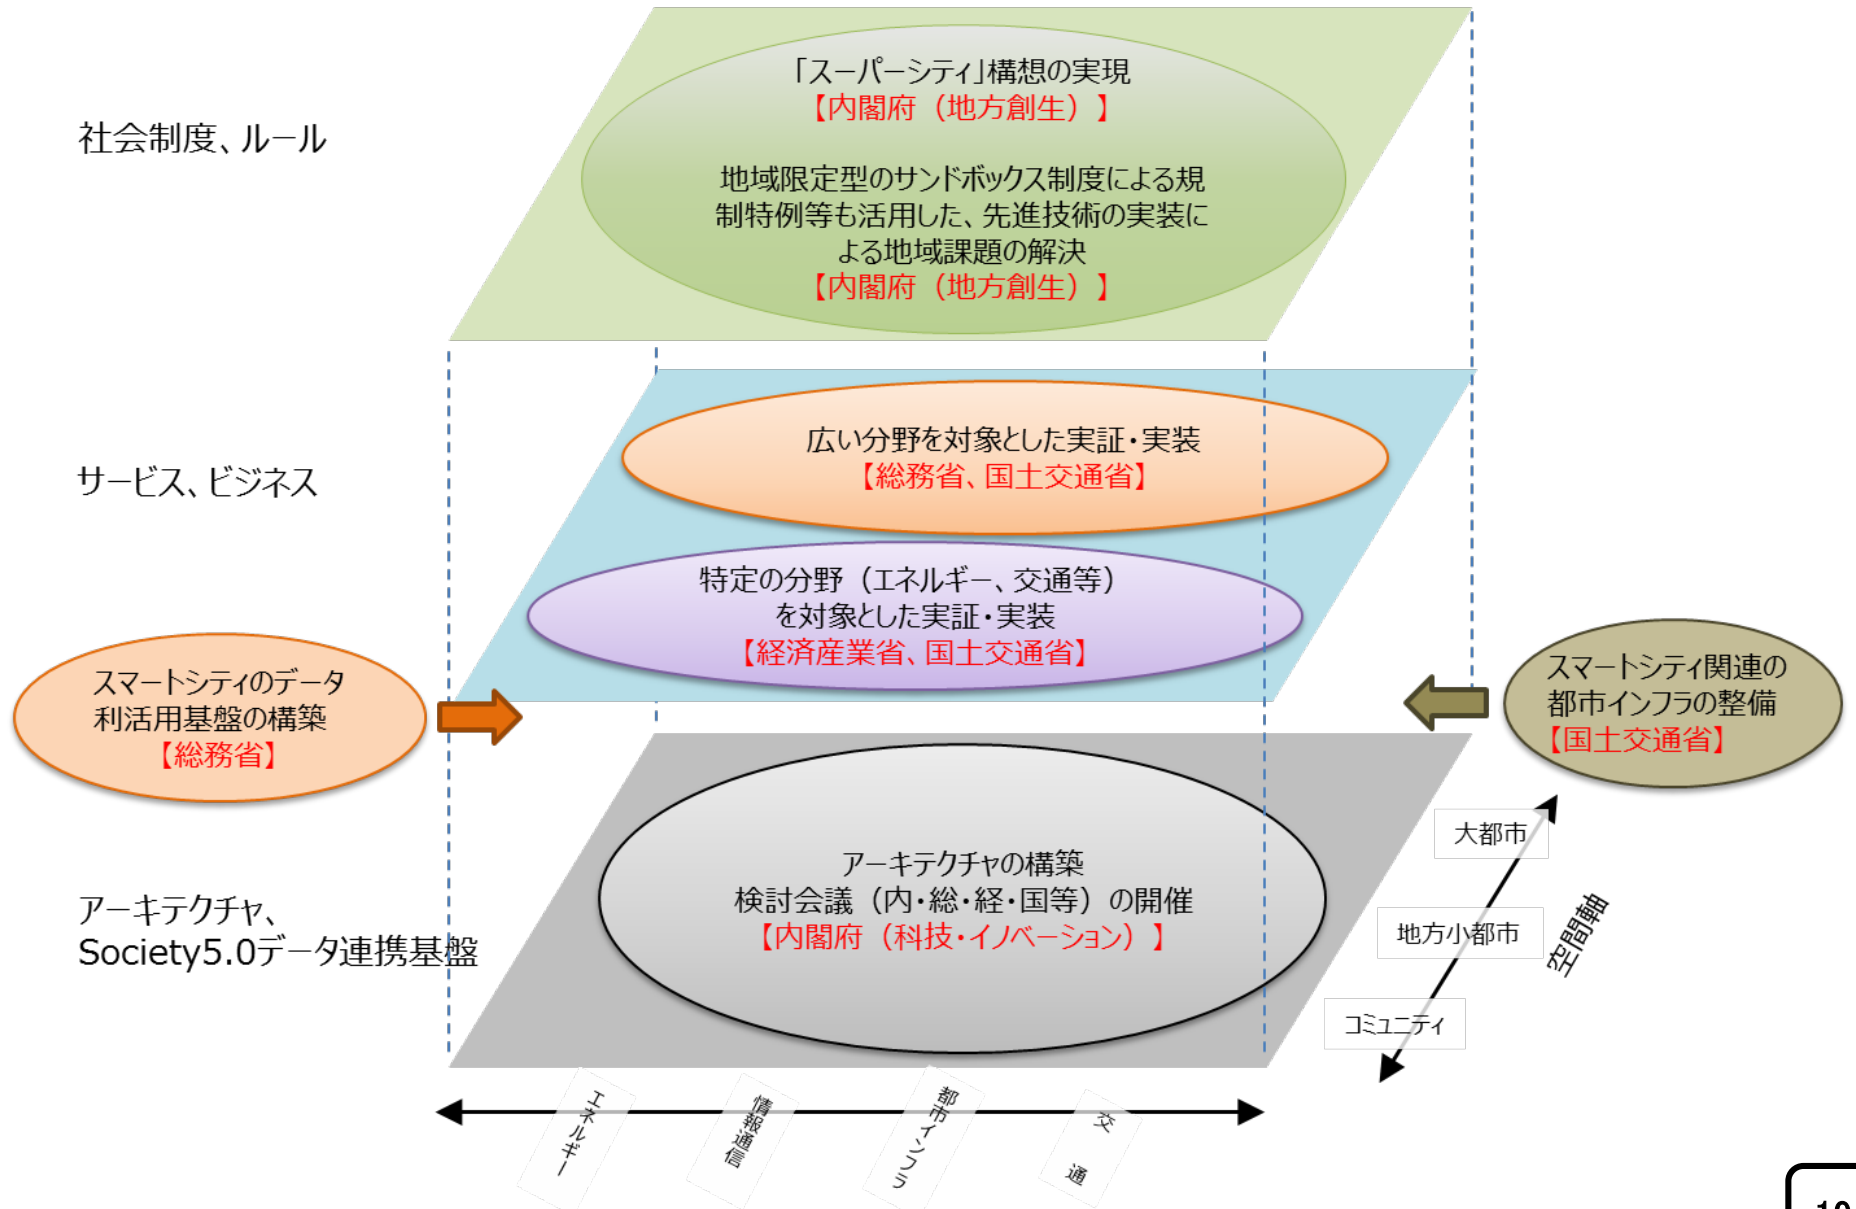 「スーパーシティ」構想の実現
【内閣府（地方創生）】
社会制度、ルール
地域限定型のサンドボックス制度による規
制特例等も活用した、先進技術の実装に
よる地域課題の解決
【内閣府（地方創生）】
広い分野を対象とした実証・実装
【総務省、国土交通省】
サービス、ビジネス
特定の分野（エネルギー、交通等）
を対象とした実証・実装
【経済産業省、国土交通省】
スマートシティのデータ
利活用基盤の構築
【総務省】
スマートシティ関連の
都市インフラの整備
【国土交通省】
アーキテクチャの構築
検討会議（内・総・経・国等）の開催
【内閣府（科技・イノベーション）】
アーキテクチャ、
Society5.0データ連携基盤
大都市
地方小都市
コミュニティ
空間軸
エネルギー
情報通信
都市インフラ
交通